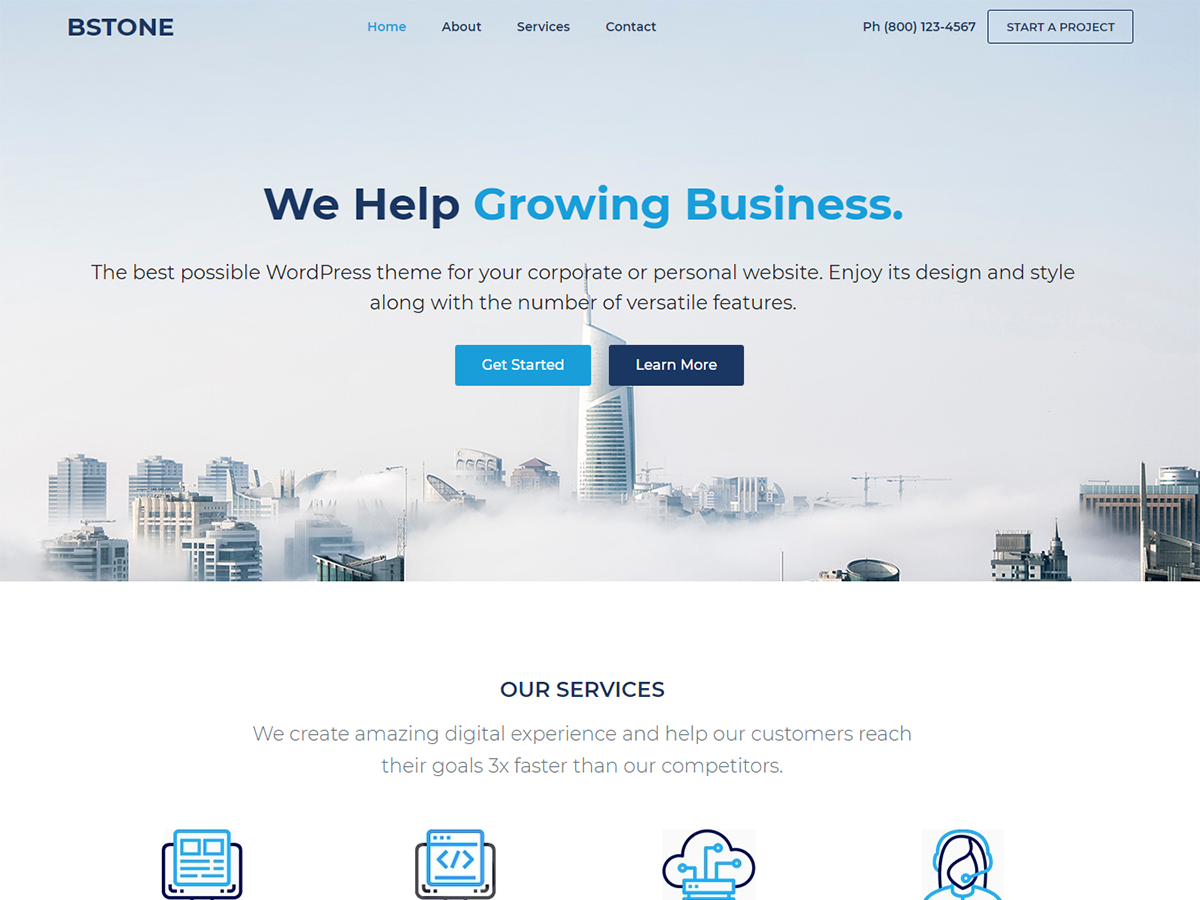 BSTONE
Home
About
Services
Contact
Ph (800) 123-4567
START A PROJECT
We Help Growing Business.
The best possible WordPress theme for your corporate or personal website. Enjoy its design and style
along with the number of versatile features.
Get Started
Learn More
OUR SERVICES
We create amazing digital experience and help our customers reach
their goals 3x faster than our competitors.